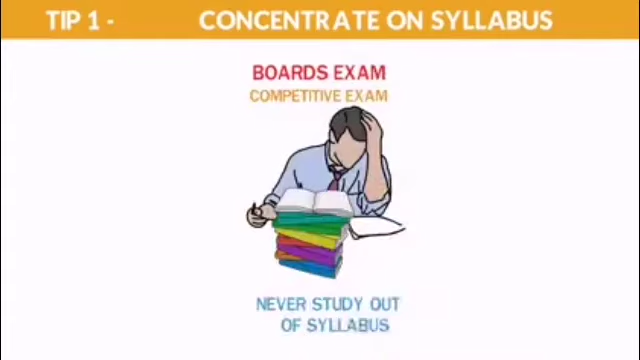 TIP 1 - CONCENTRATE ON SYLLABUS
BOARDS EXAM
COMPETITIVE EXAM
NEVER STUDY OUT
OF SYLLABUS